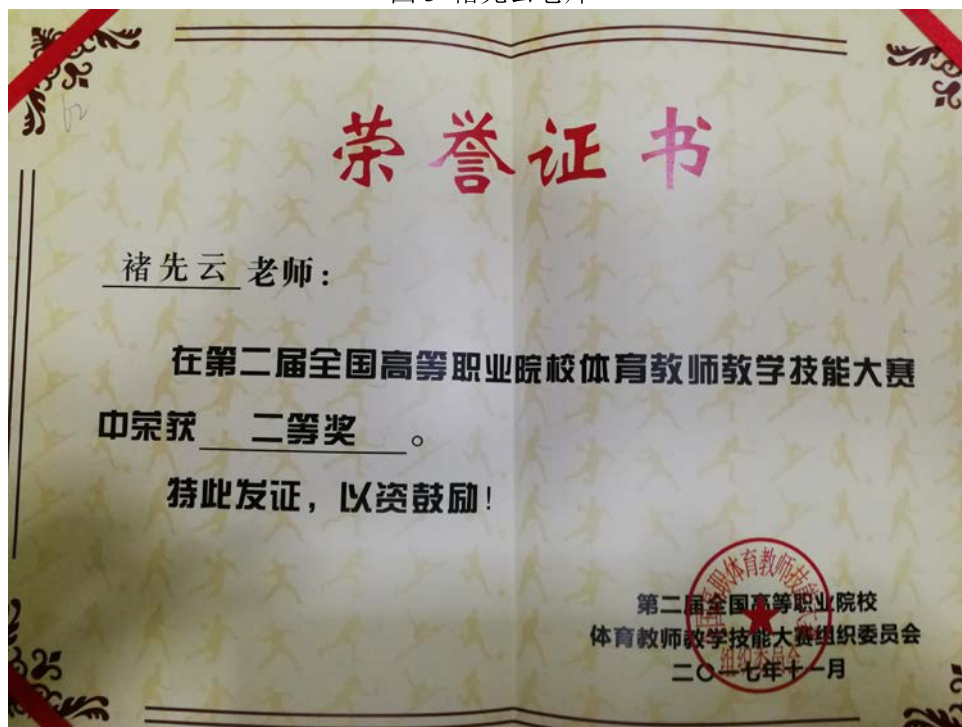 荣誉证书
褚先云 老师：
在第二届全国高等职业院校体育教师教学技能大赛
中荣获 二等奖 。
特此发证，以资鼓励！
第二届全国高等职业院校
体育教师教学技能大赛组织委员会
二〇一七年十一月